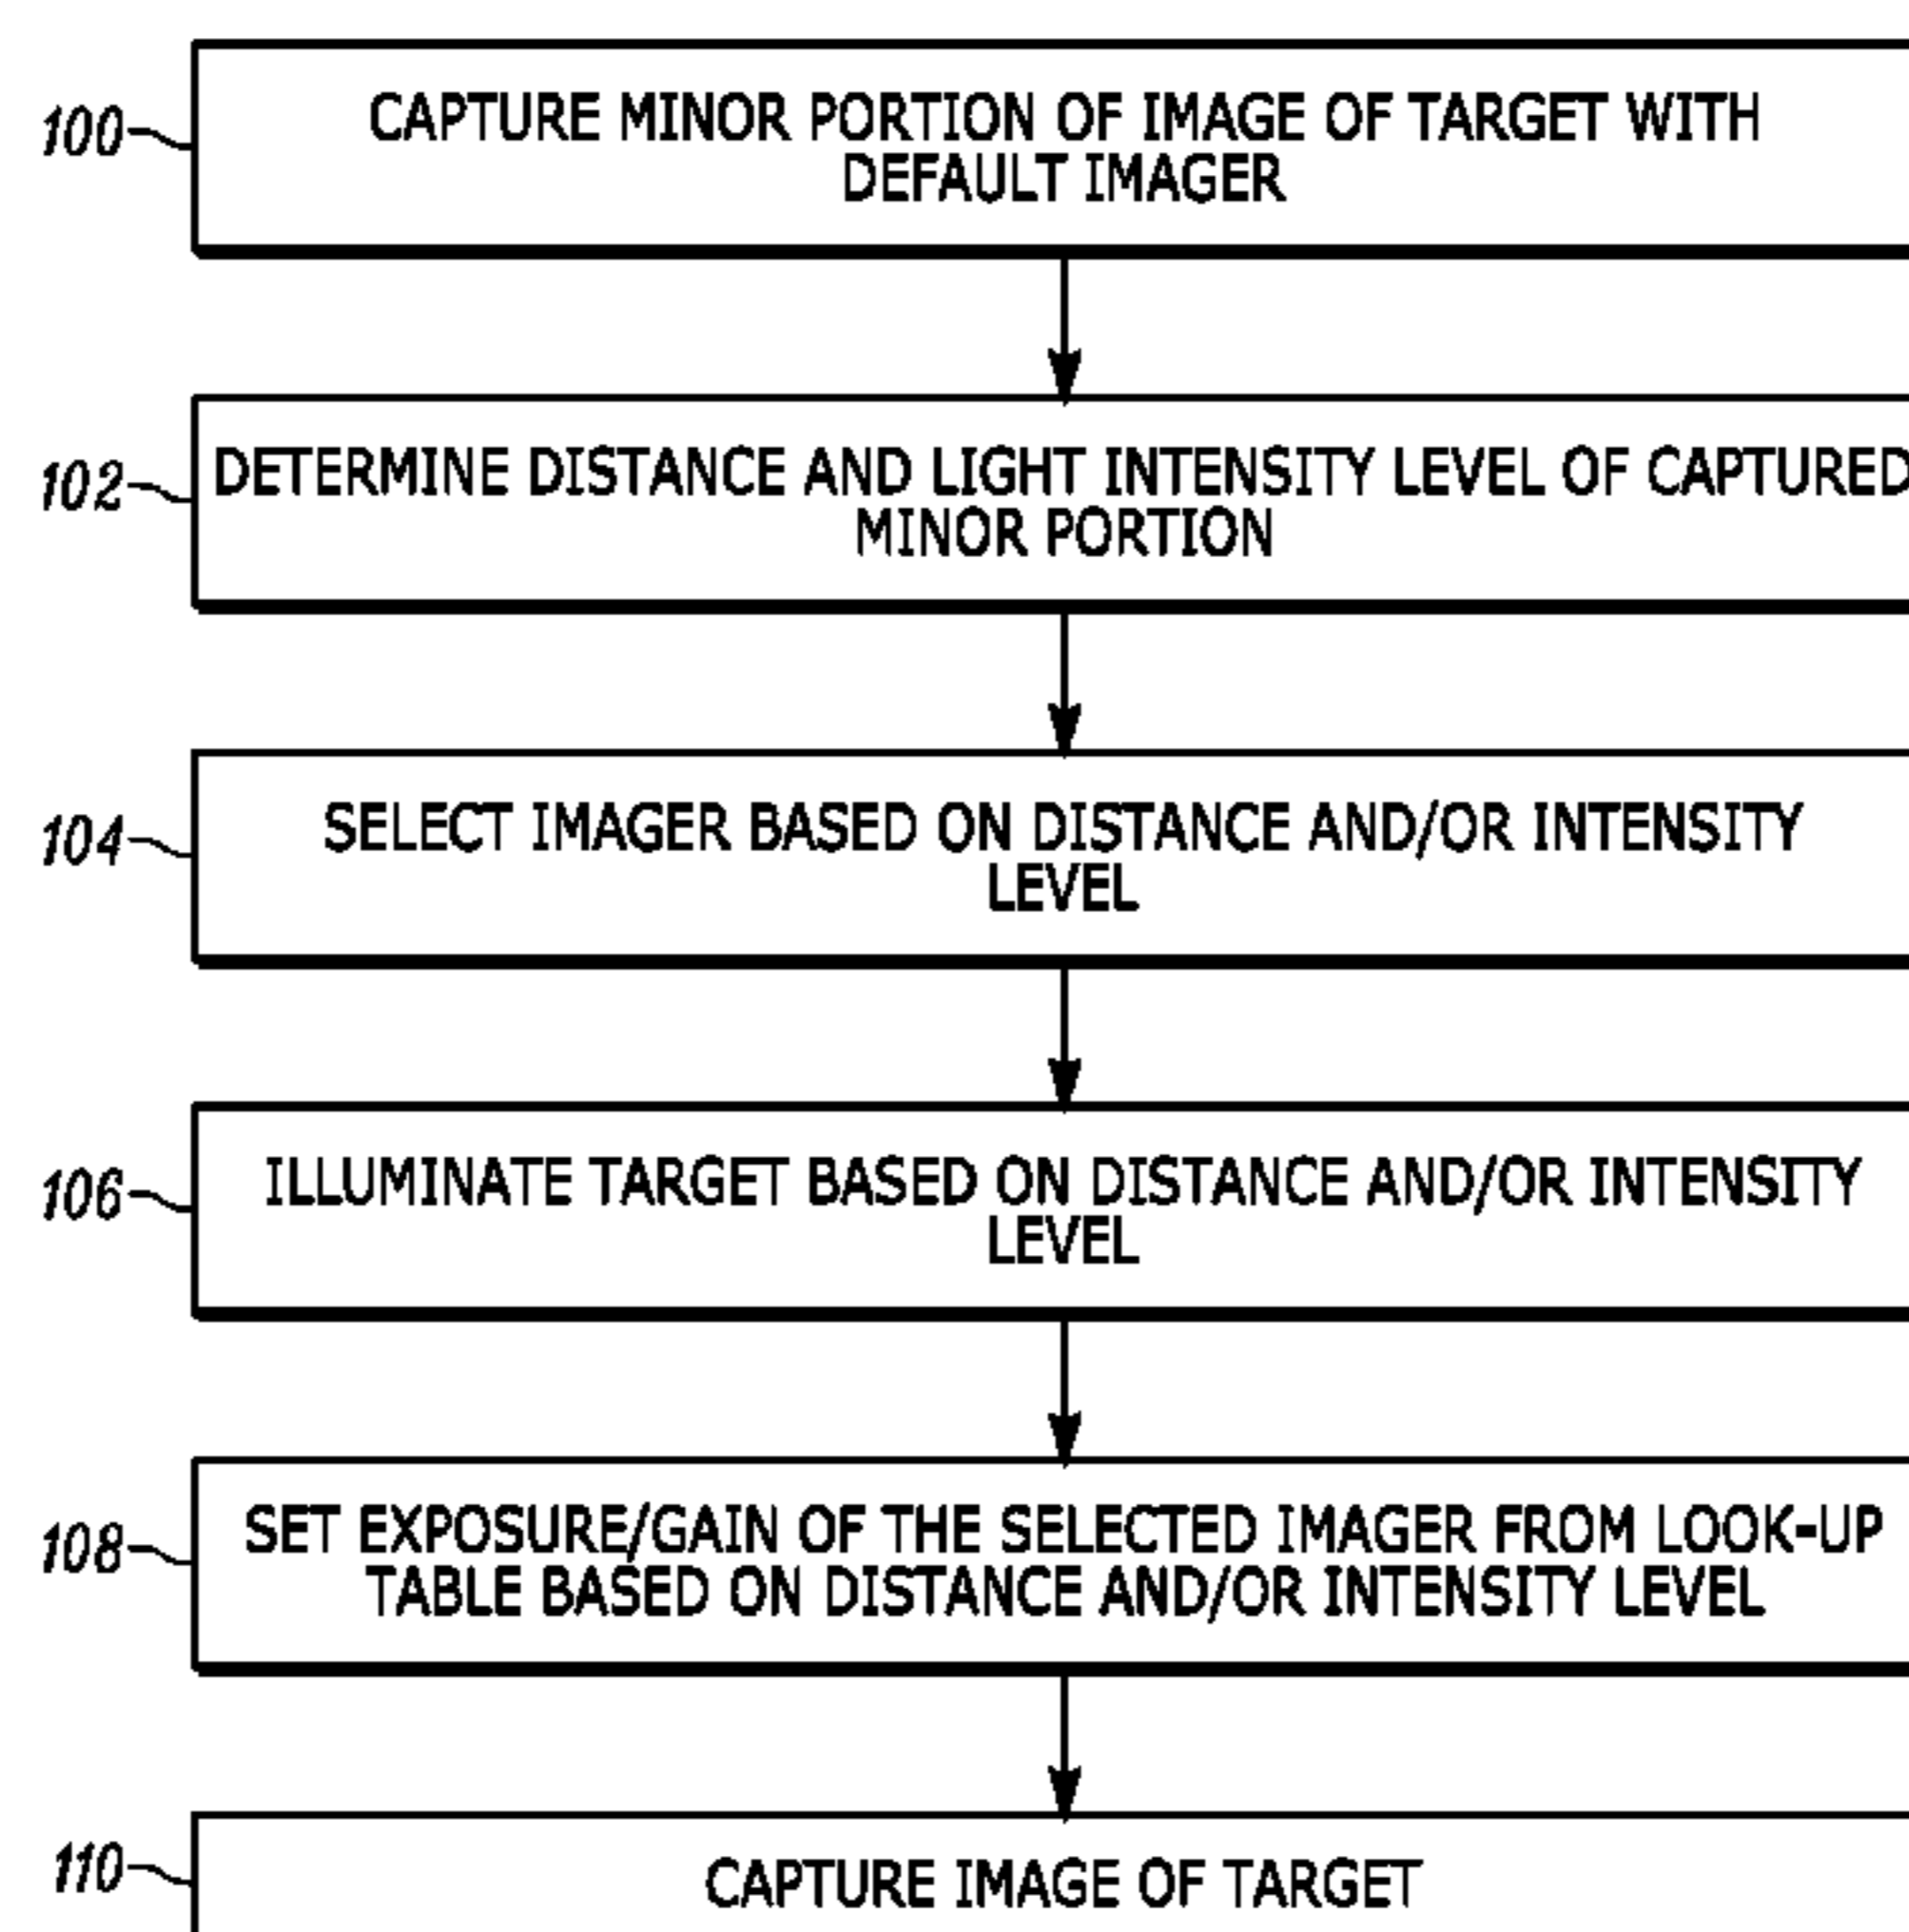 100
CAPTURE MINOR PORTION OF IMAGE OF TARGET WITH
DEFAULT IMAGER
102
DETERMINE DISTANCE AND LIGHT INTENSITY LEVEL OF CAPTURED
MINOR PORTION
104
SELECT IMAGER BASED ON DISTANCE AND/OR INTENSITY
LEVEL
106
ILLUMINATE TARGET BASED ON DISTANCE AND/OR INTENSITY
LEVEL
108
SET EXPOSURE/GAIN OF THE SELECTED IMAGER FROM LOOK-UP
TABLE BASED ON DISTANCE AND/OR INTENSITY LEVEL
110
CAPTURE IMAGE OF TARGET